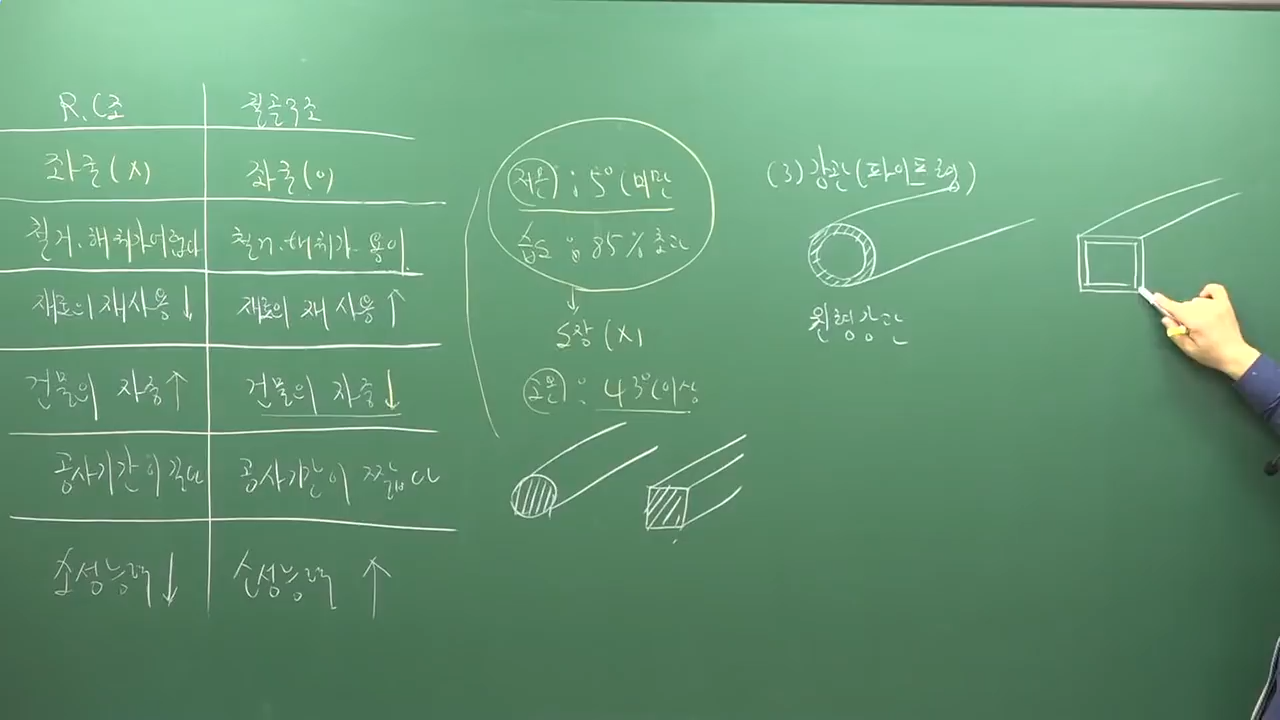 R.C조
철골구조
좌굴(X)
좌굴(O)
철거.해체가어렵다
철거.해체가 용이
재료의 재사용↓
재료의 재사용↑
건물의 자중↑
건물의 자중↓
공사기간이 길다
공사기간이 짧다
소성능력↓
소성능력↑
저온 : 5°C미만
습도 : 85% 초과
↓
도장 (X)
고온 : 43°C이상
(3) 강관(파이프형)
원형강관